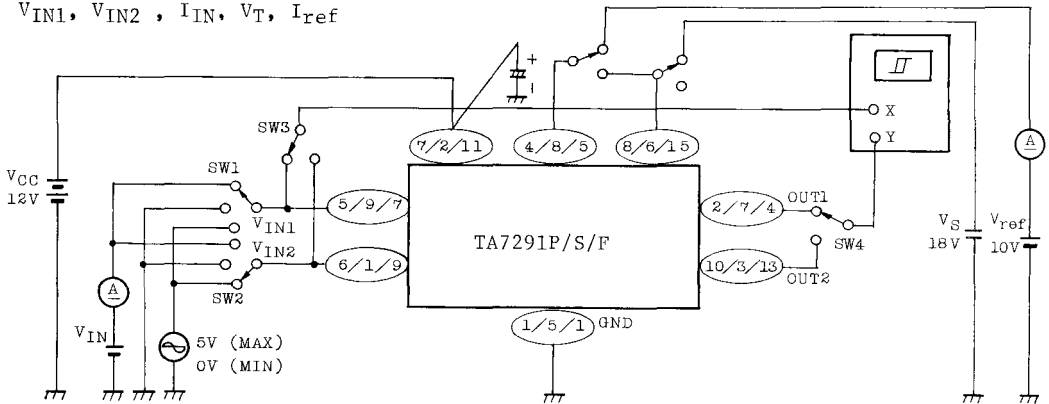 VIN1, VIN2 , IIN, VT, Iref
+
X
Y
SW3
7/2/11
4/8/5
8/6/15
A
VCC
12V
SW1
5/9/7
2/7/4
OUT1
VIN1
VIN2
TA7291P/S/F
SW4
VS
18V
Vref
10V
6/1/9
10/3/13
OUT2
SW2
A
VIN
5V (MAX)
0V (MIN)
1/5/1
GND